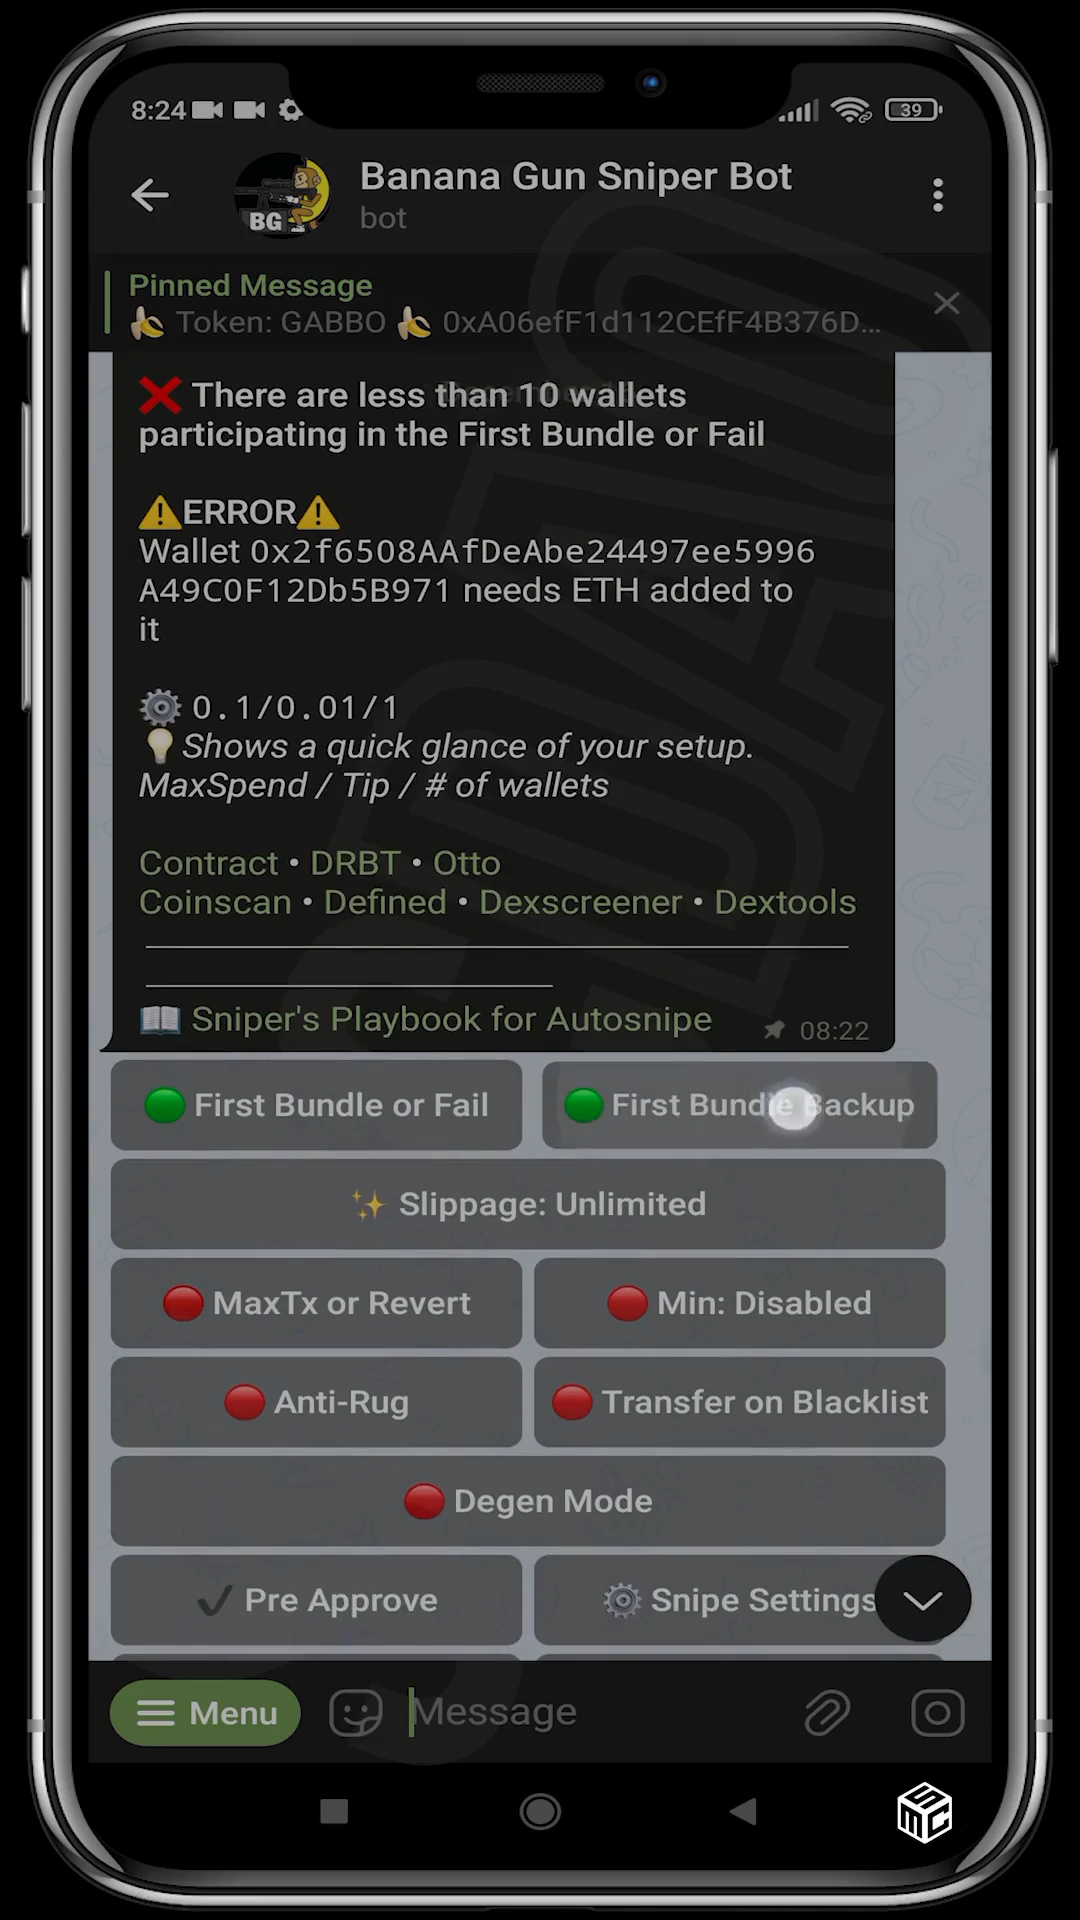 8:24
39
BG
Banana Gun Sniper Bot
bot
Pinned Message
🍌 Token: GABBO 🍌 0xA06efF1d112CEfF4B376D...
❌ There are less than 10 wallets
participating in the First Bundle or Fail
⚠️ERROR⚠️
Wallet 0x2f6508AAfDeAbe24497ee5996
A49C0F12Db5B971 needs ETH added to
it
⚙️ 0.1/0.01/1
💡 Shows a quick glance of your setup.
MaxSpend / Tip / # of wallets
Contract • DRBT • Otto
Coinscan • Defined • Dexscreener • Dextools
📖 Sniper's Playbook for Autosnipe
08:22
🟢 First Bundle or Fail
🟢 First Bundle Backup
✨ Slippage: Unlimited
🔴 MaxTx or Revert
🔴 Min: Disabled
🔴 Anti-Rug
🔴 Transfer on Blacklist
🔴 Degen Mode
✔️ Pre Approve
⚙️ Snipe Settings
Menu
Message